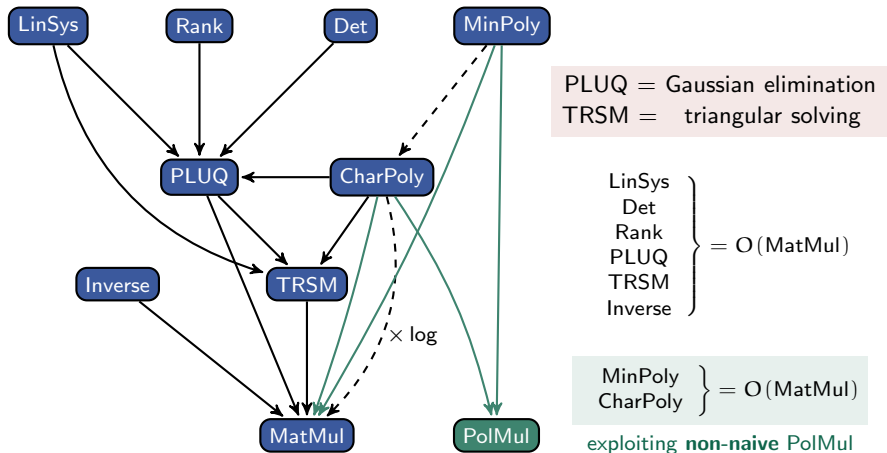 LinSys Rank Det MinPoly
PLUQ = Gaussian elimination
TRSM = triangular solving
PLUQ CharPoly
LinSys
Det
Rank
PLUQ
TRSM
Inverse
= O(MatMul)
Inverse TRSM
× log
MinPoly
CharPoly
= O(MatMul)
MatMul PolMul
exploiting non-naive PolMul